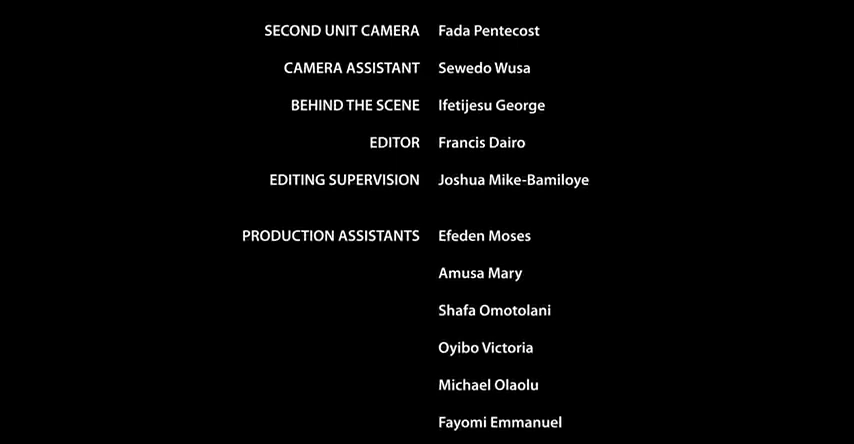 SECOND UNIT CAMERA Fada Pentecost
CAMERA ASSISTANT Sewedo Wusa
BEHIND THE SCENE Ifetijesu George
EDITOR Francis Dairo
EDITING SUPERVISION Joshua Mike-Bamiloye
PRODUCTION ASSISTANTS Efeden Moses
Amusa Mary
Shafa Omotolani
Oyibo Victoria
Michael Olaolu
Fayomi Emmanuel